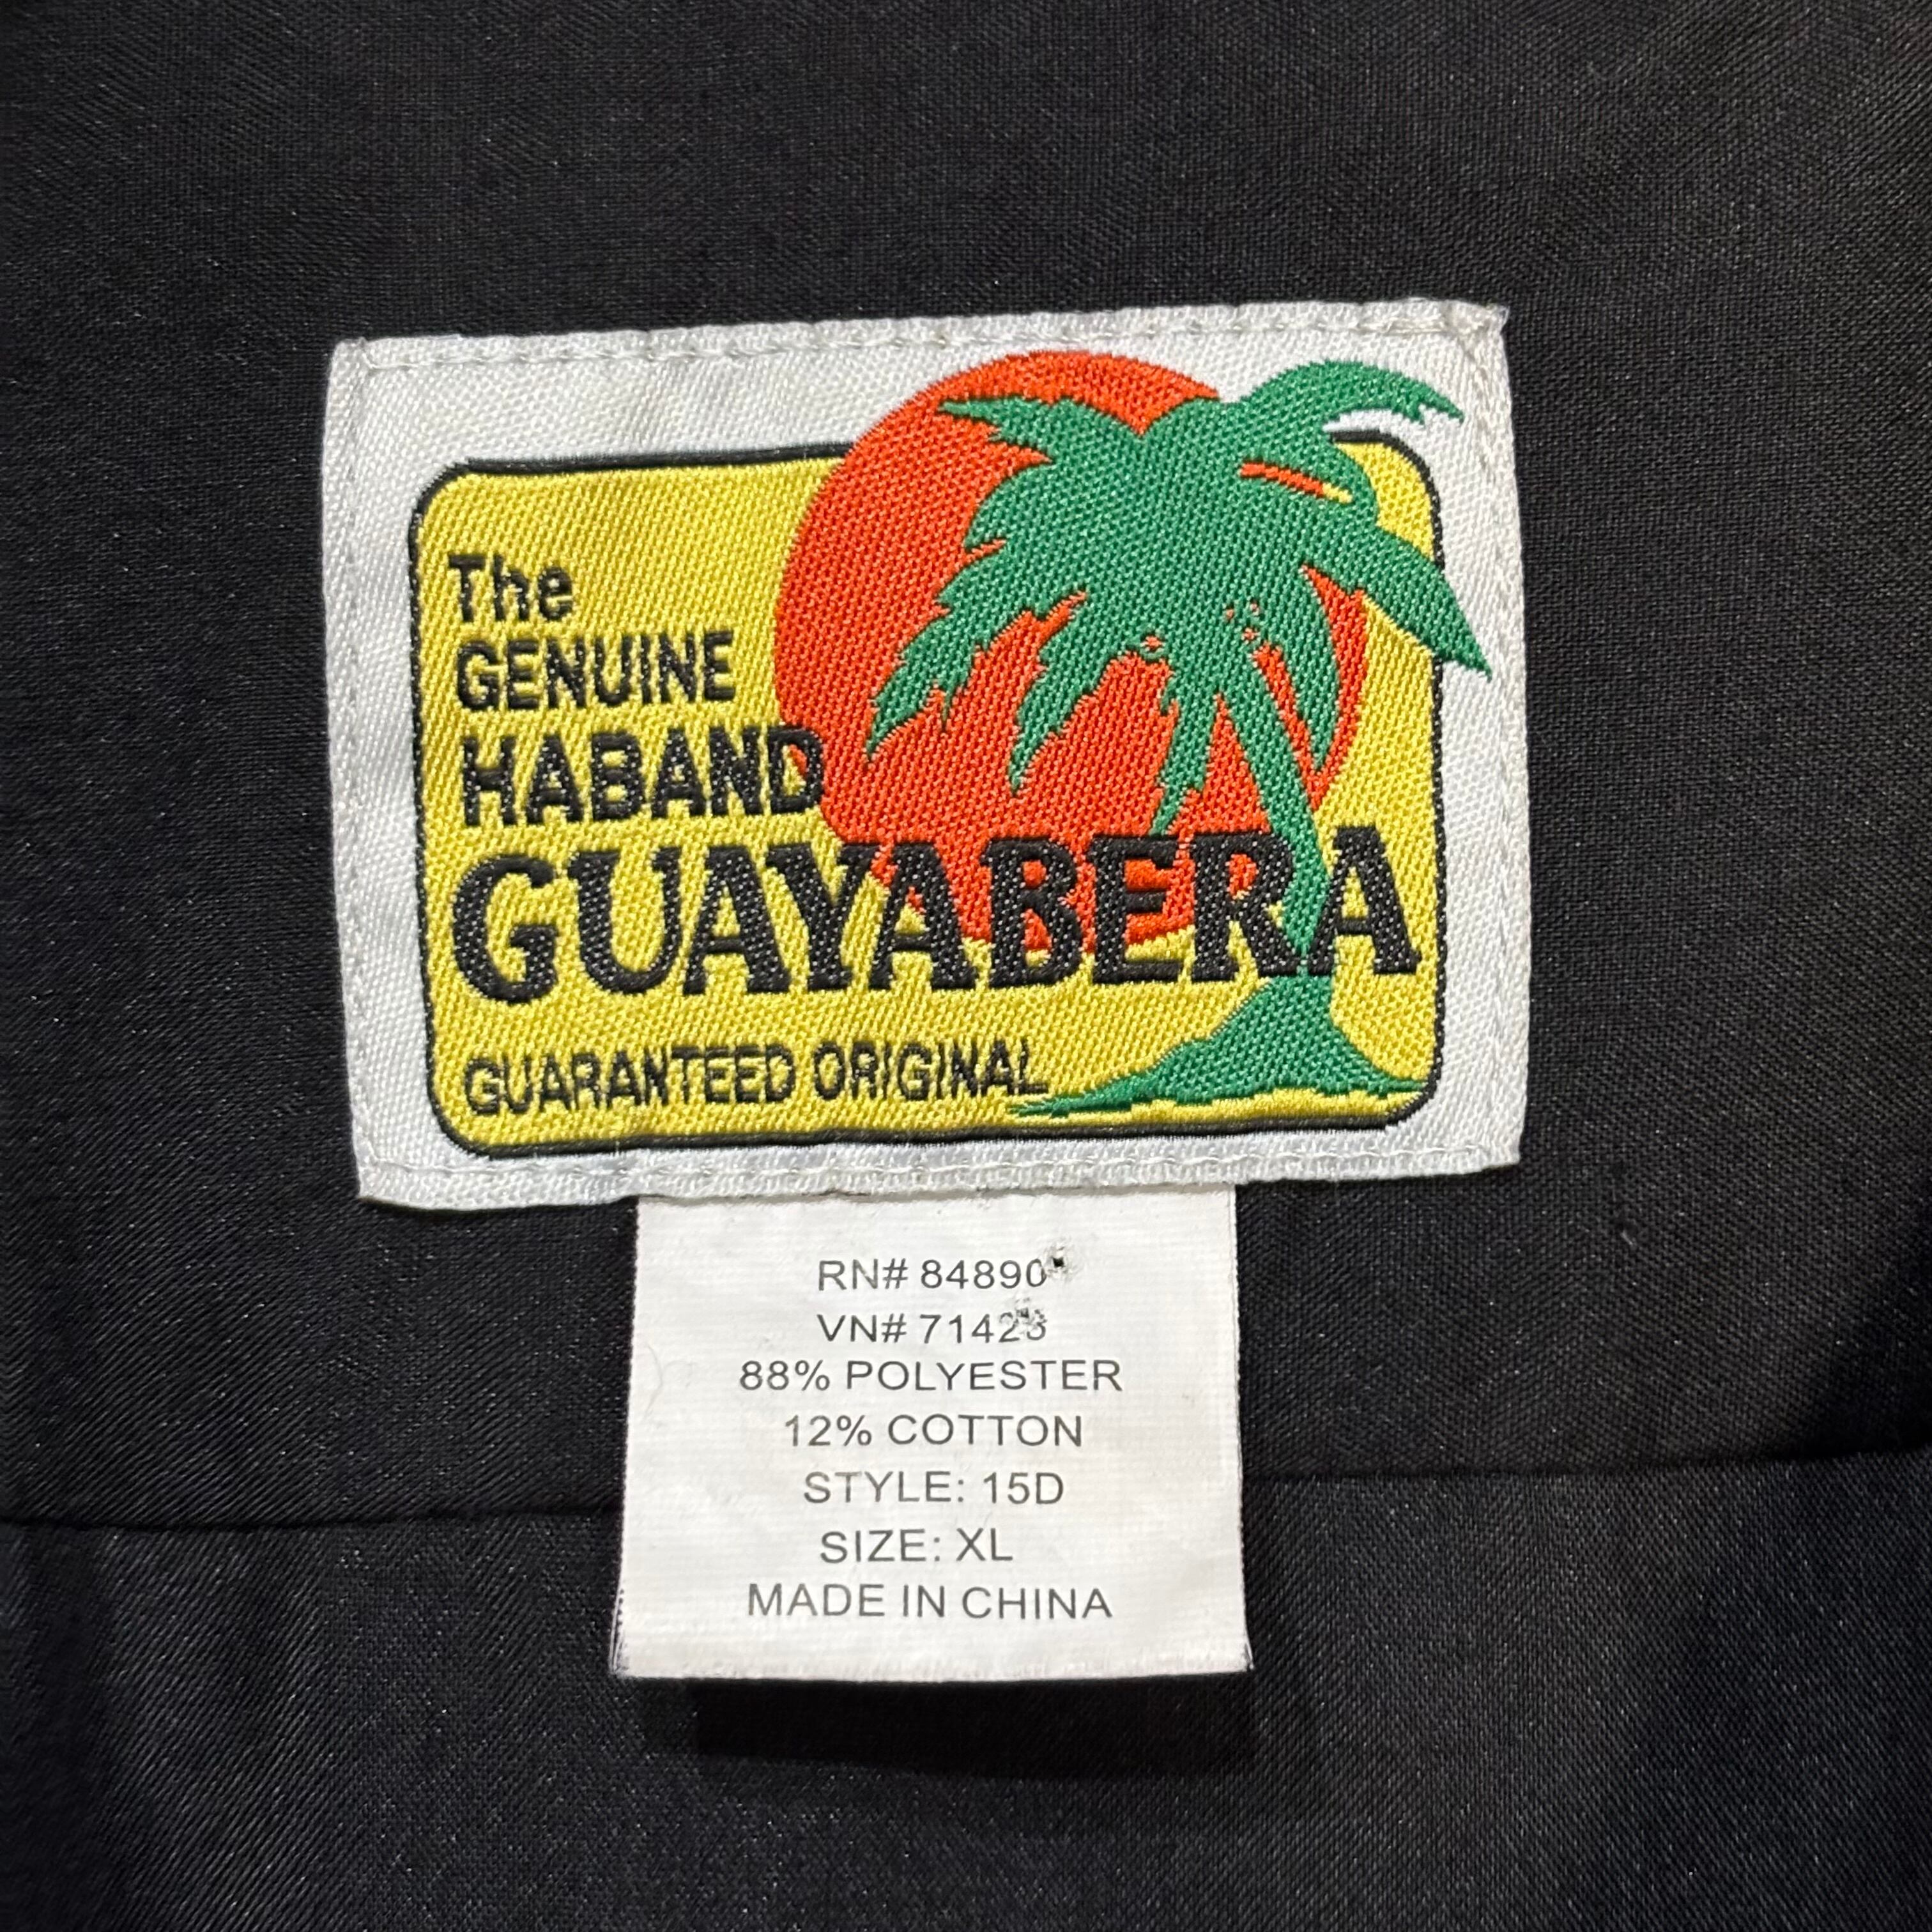 The
GENUINE
HABAND
GUAYABERA
GUARANTEED ORIGINAL
RN# 84890
VN#
88% POLYESTER
12% COTTON
STYLE: 15D
SIZE: XL
MADE IN CHINA